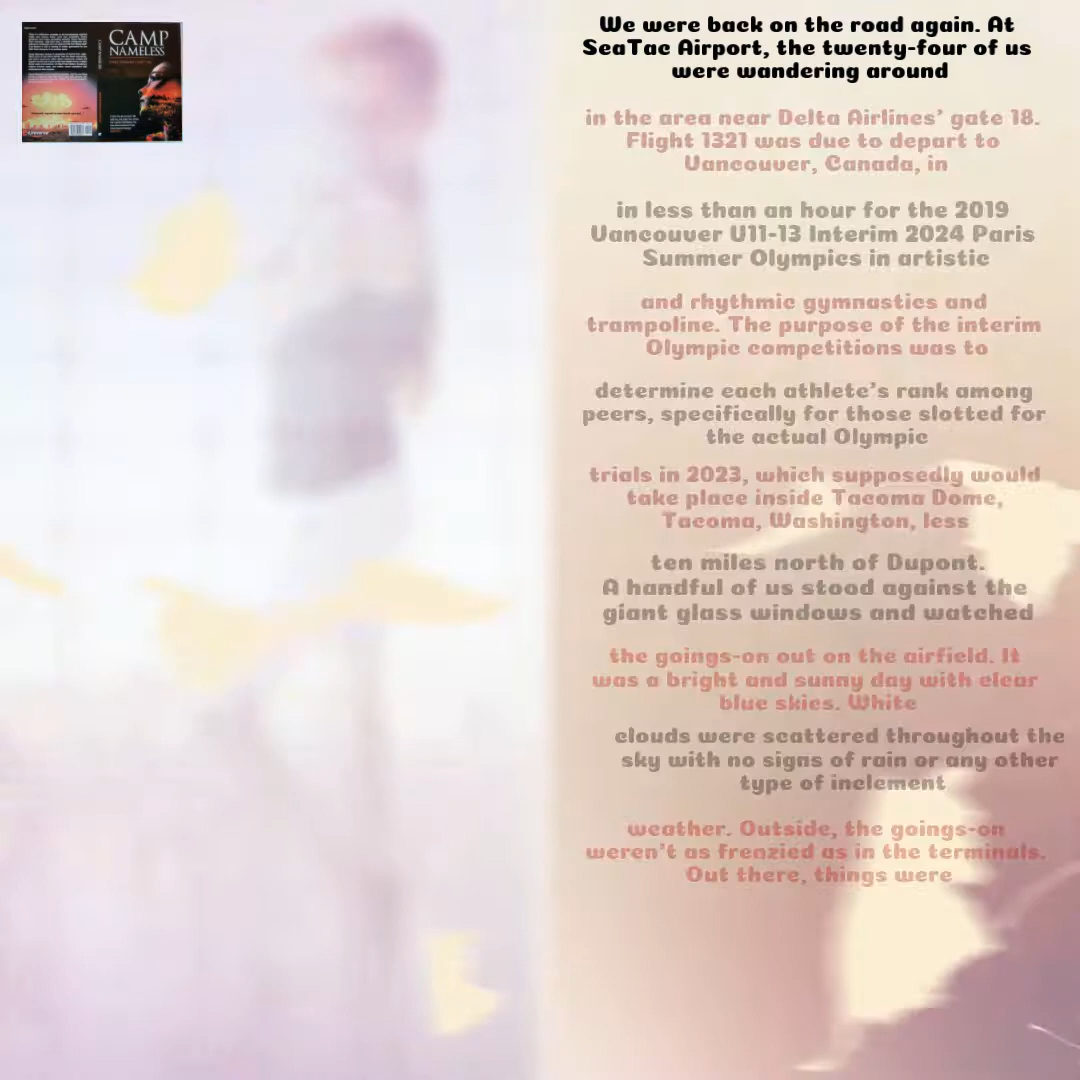 CAMP
NAMELESS
We were back on the road again. At
SeaTac Airport, the twenty-four of us
were wandering around
in the area near Delta Airlines' gate 18.
Flight 1321 was due to depart to
Vancouver, Canada, in
in less than an hour for the 2019
Vancouver U11-13 Interim 2024 Paris
Summer Olympics in artistic
and rhythmic gymnastics and
trampoline. The purpose of the interim
Olympic competitions was to
determine each athlete's rank among
peers, specifically for those slotted for
the actual Olympic
trials in 2023, which supposedly would
take place inside Tacoma Dome,
Tacoma, Washington, less
ten miles north of Dupont.
A handful of us stood against the
giant glass windows and watched
the goings-on out on the airfield. It
was a bright and sunny day with clear
blue skies. White
clouds were scattered throughout the
sky with no signs of rain or any other
type of inclement
weather. Outside, the goings-on
weren't as frenzied as in the terminals.
Out there, things were